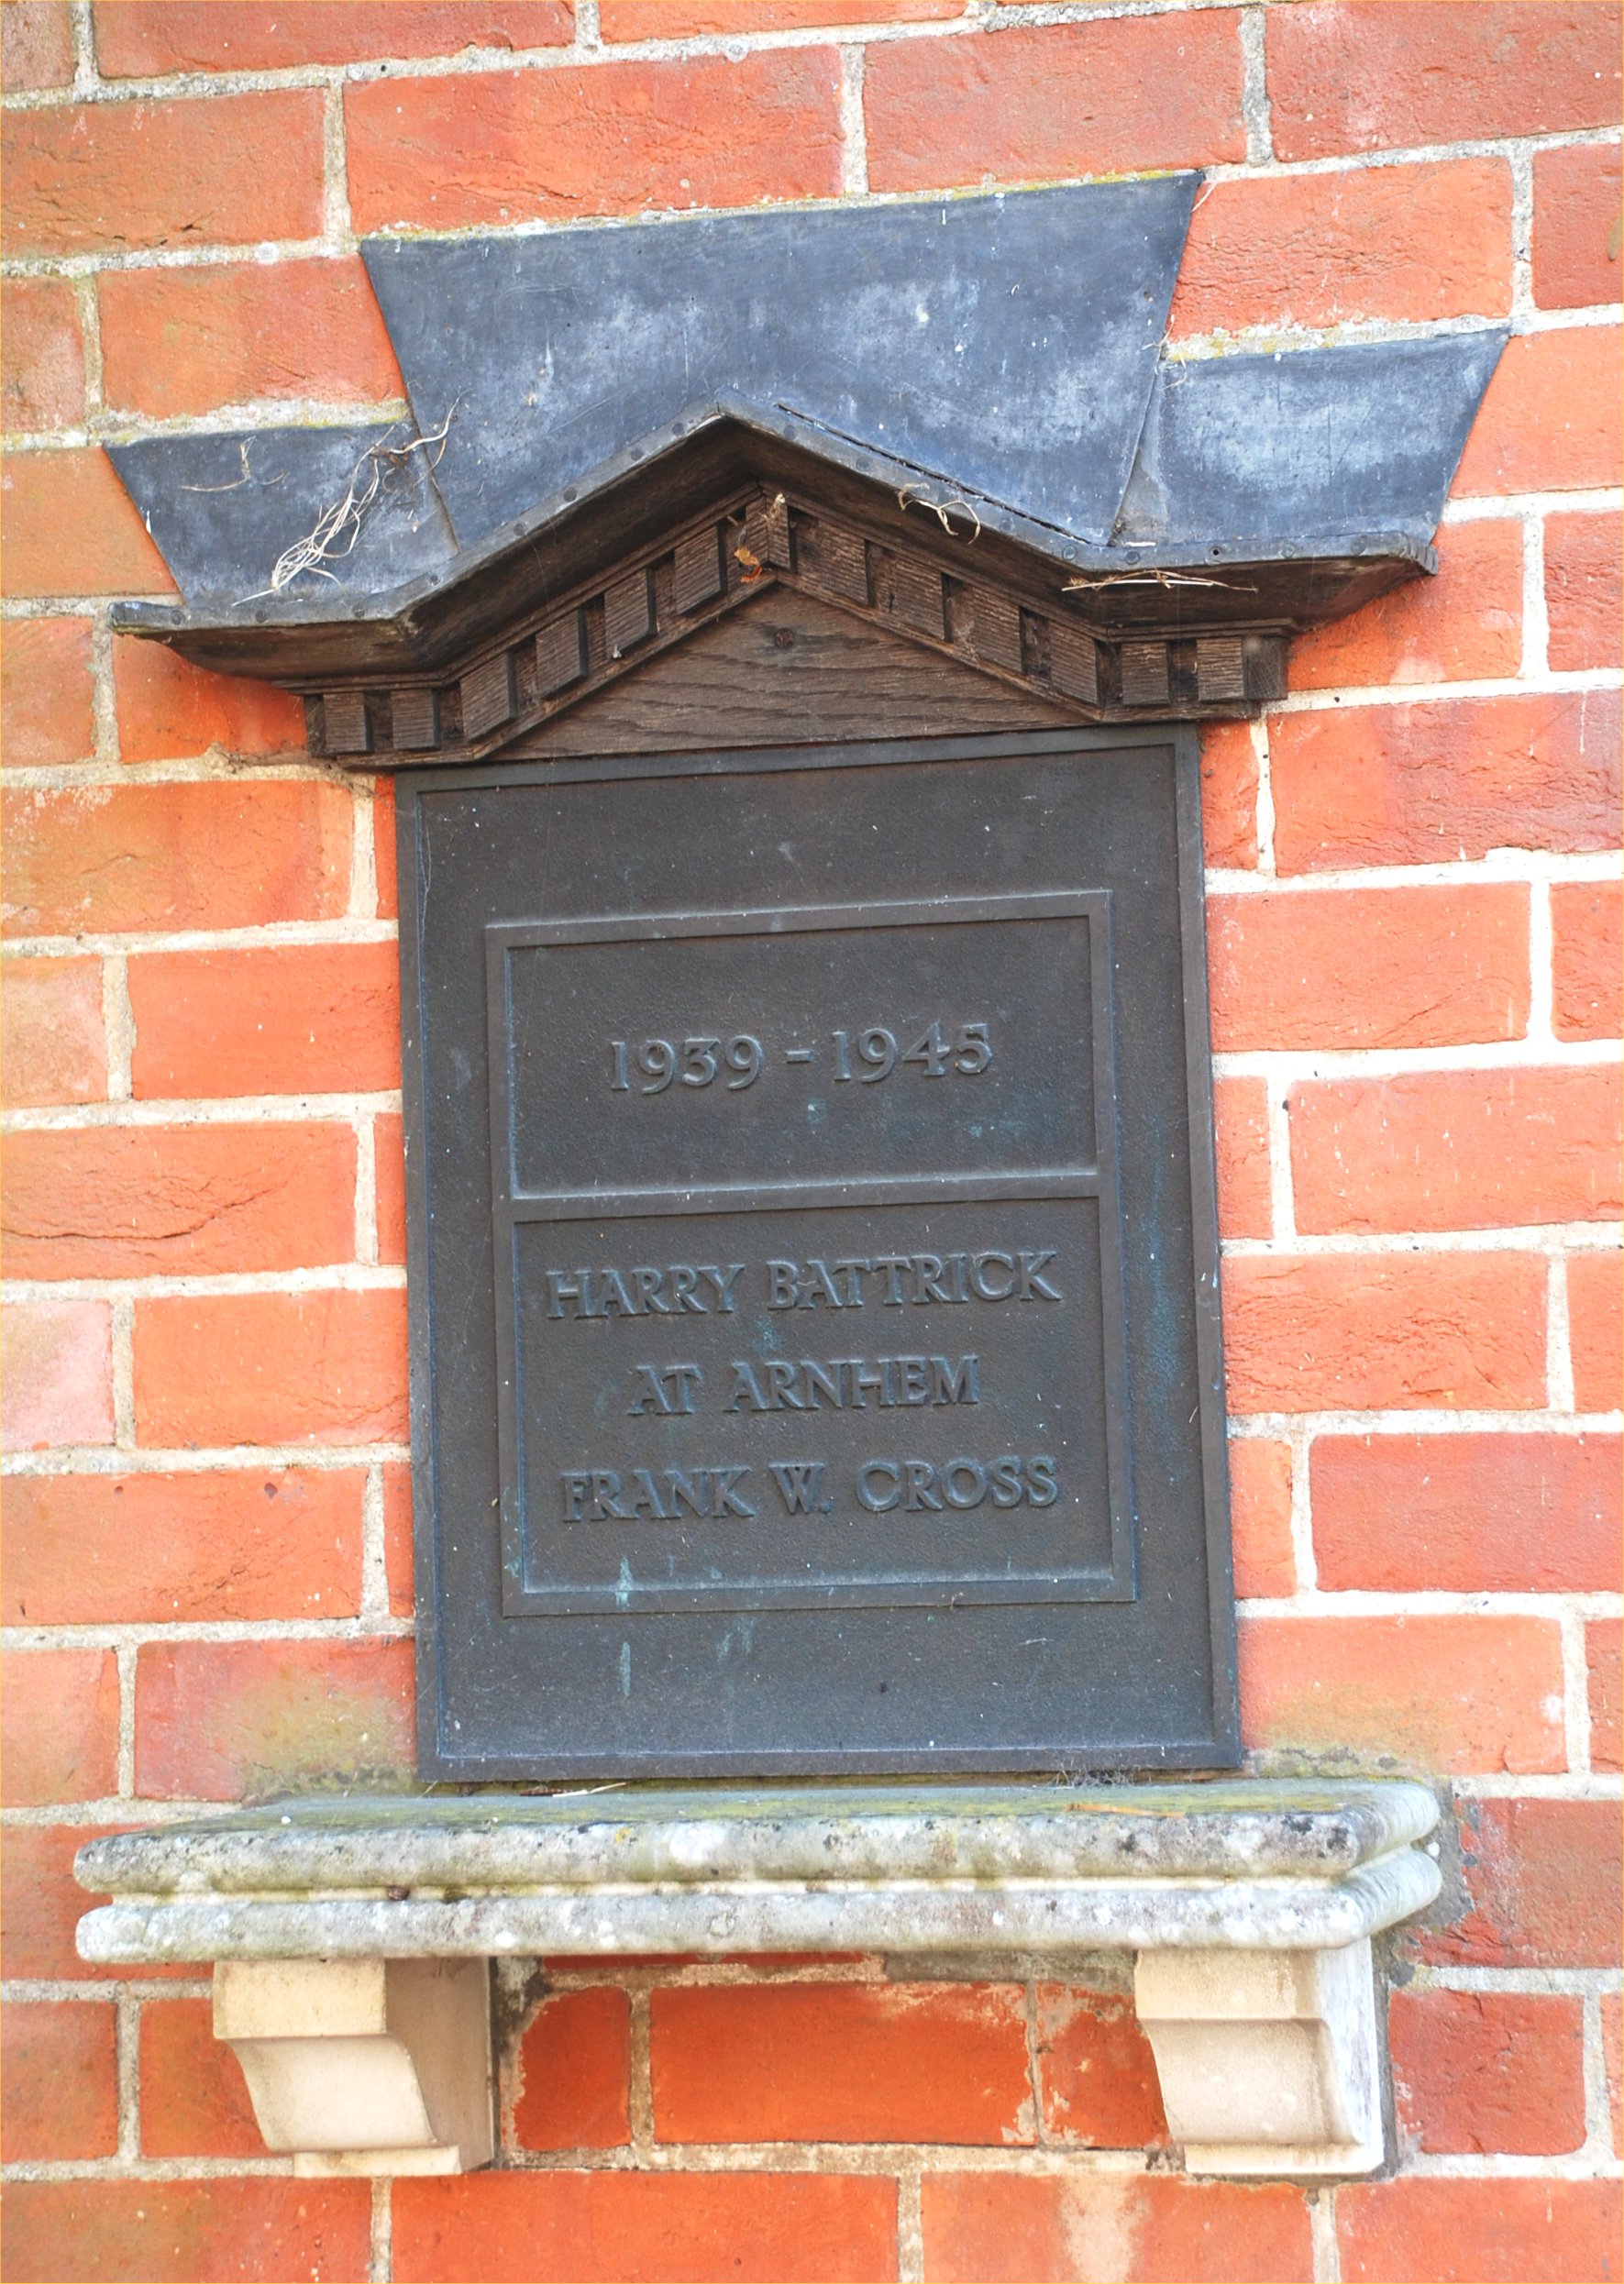 1939 - 1945
HARRY BATTRICK
AT ARNHEM
FRANK W. CROSS